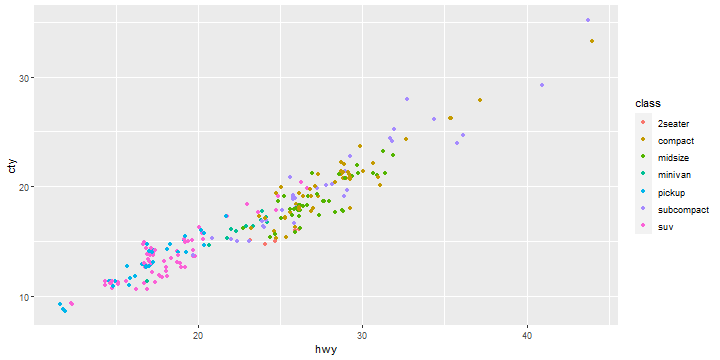 30
20
10
cty
20
30
40
hwy
class
2seater
compact
midsize
minivan
pickup
subcompact
suv